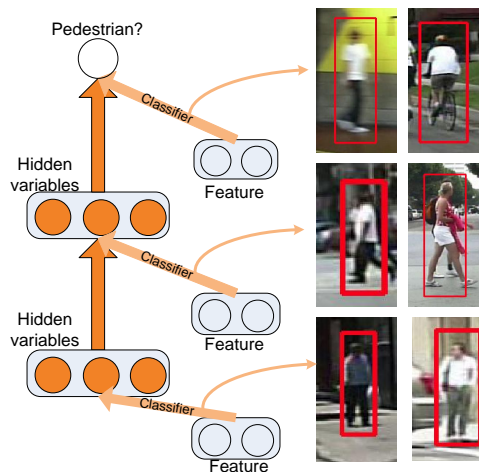 Pedestrian?
Classifier
Feature
Hidden
variables
Classifier
Feature
Hidden
variables
Classifier
Feature